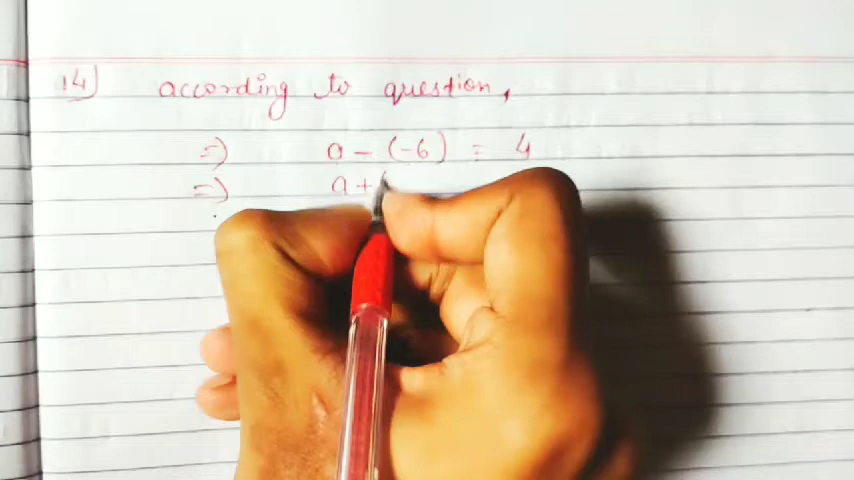 14) according to question,
=) a - (-6) = 4
=) a +